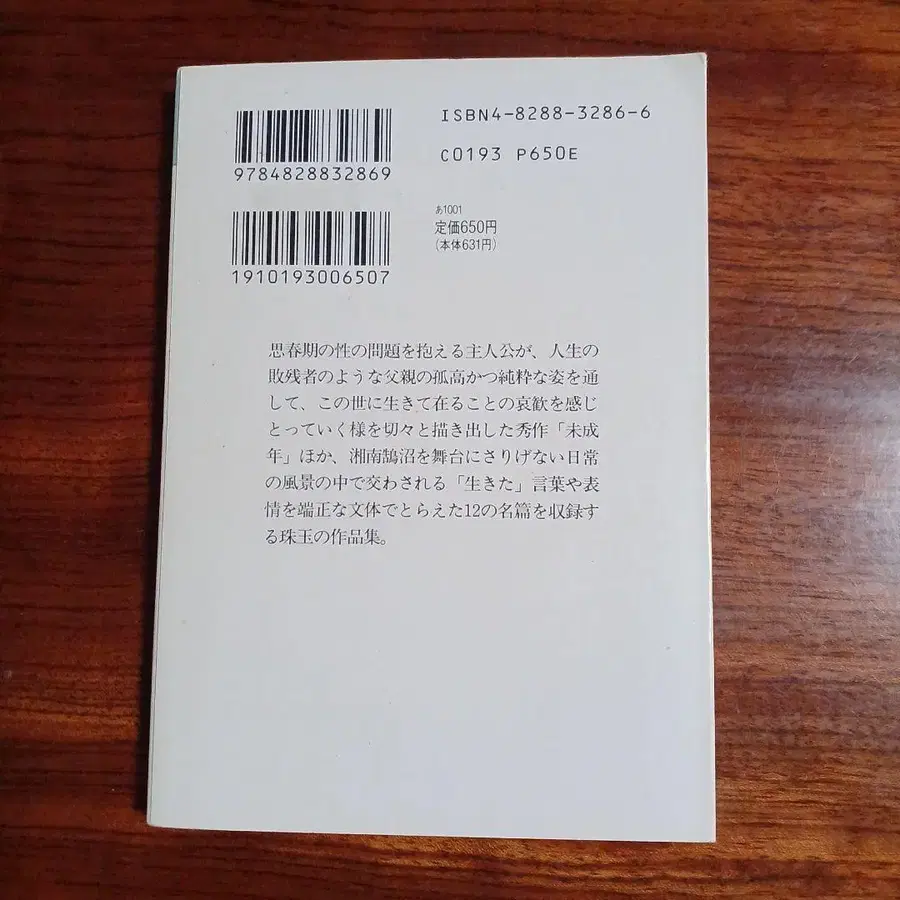 9784828832869
ISBN4-8288-3286-6
C0193 P650E
1910193006507
あ1001
定価650円
(本体631円)
思春期の性の問題を抱える主人公が、人生の
敗残者のような父親の孤高かつ純粋な姿を通
して、この世に生きて在ることの哀歓を感じ
とっていく様を切々と描き出した秀作「未成
年」ほか、湘南鵠沼を舞台にさりげない日常
の風景の中で交わされる「生きた」言葉や表
情を端正な文体でとらえた12の名篇を収録す
る珠玉の作品集。